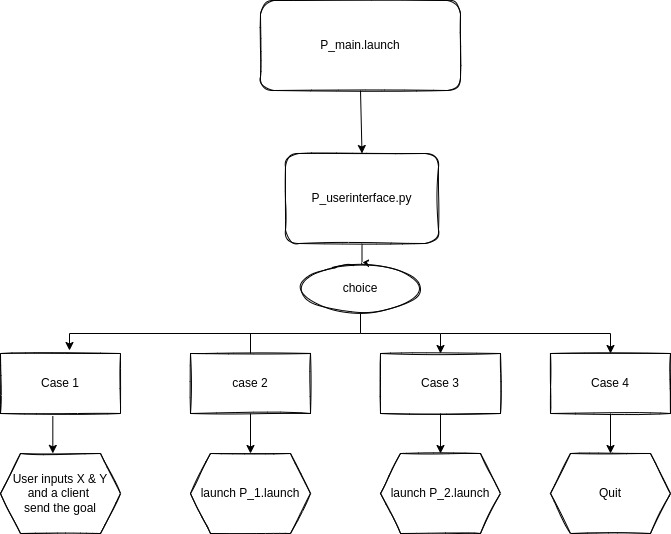 P_main.launch
P_userinterface.py
choice
Case 1
case 2
Case 3
Case 4
User inputs X & Y
and a client
send the goal
launch P_1.launch
launch P_2.launch
Quit